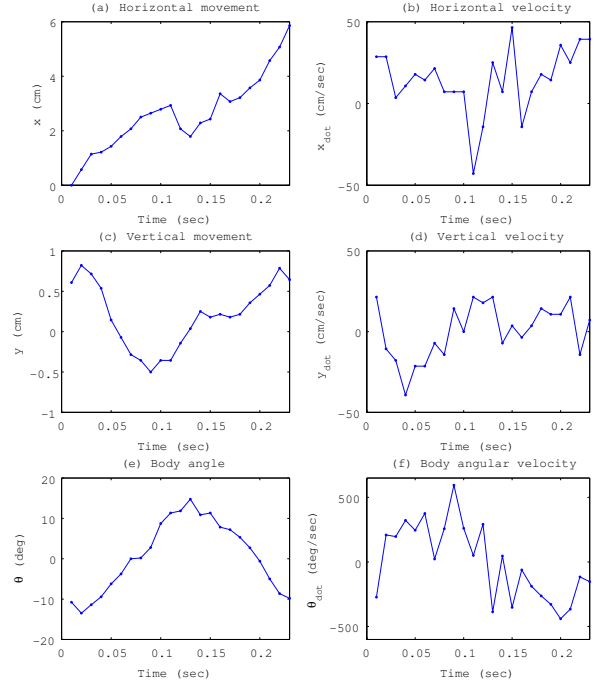 (a) Horizontal movement
6
4
2
0
x (cm)
0 0.05 0.1 0.15 0.2
Time (sec)
(b) Horizontal velocity
50
0
−50
x_dot (cm/sec)
0 0.05 0.1 0.15 0.2
Time (sec)
(c) Vertical movement
1
0.5
0
−0.5
−1
y (cm)
0 0.05 0.1 0.15 0.2
Time (sec)
(d) Vertical velocity
50
0
−50
y_dot (cm/sec)
0 0.05 0.1 0.15 0.2
Time (sec)
(e) Body angle
20
10
0
−10
−20
θ (deg)
0 0.05 0.1 0.15 0.2
Time (sec)
(f) Body angular velocity
500
0
−500
θ_dot (deg/sec)
0 0.05 0.1 0.15 0.2
Time (sec)